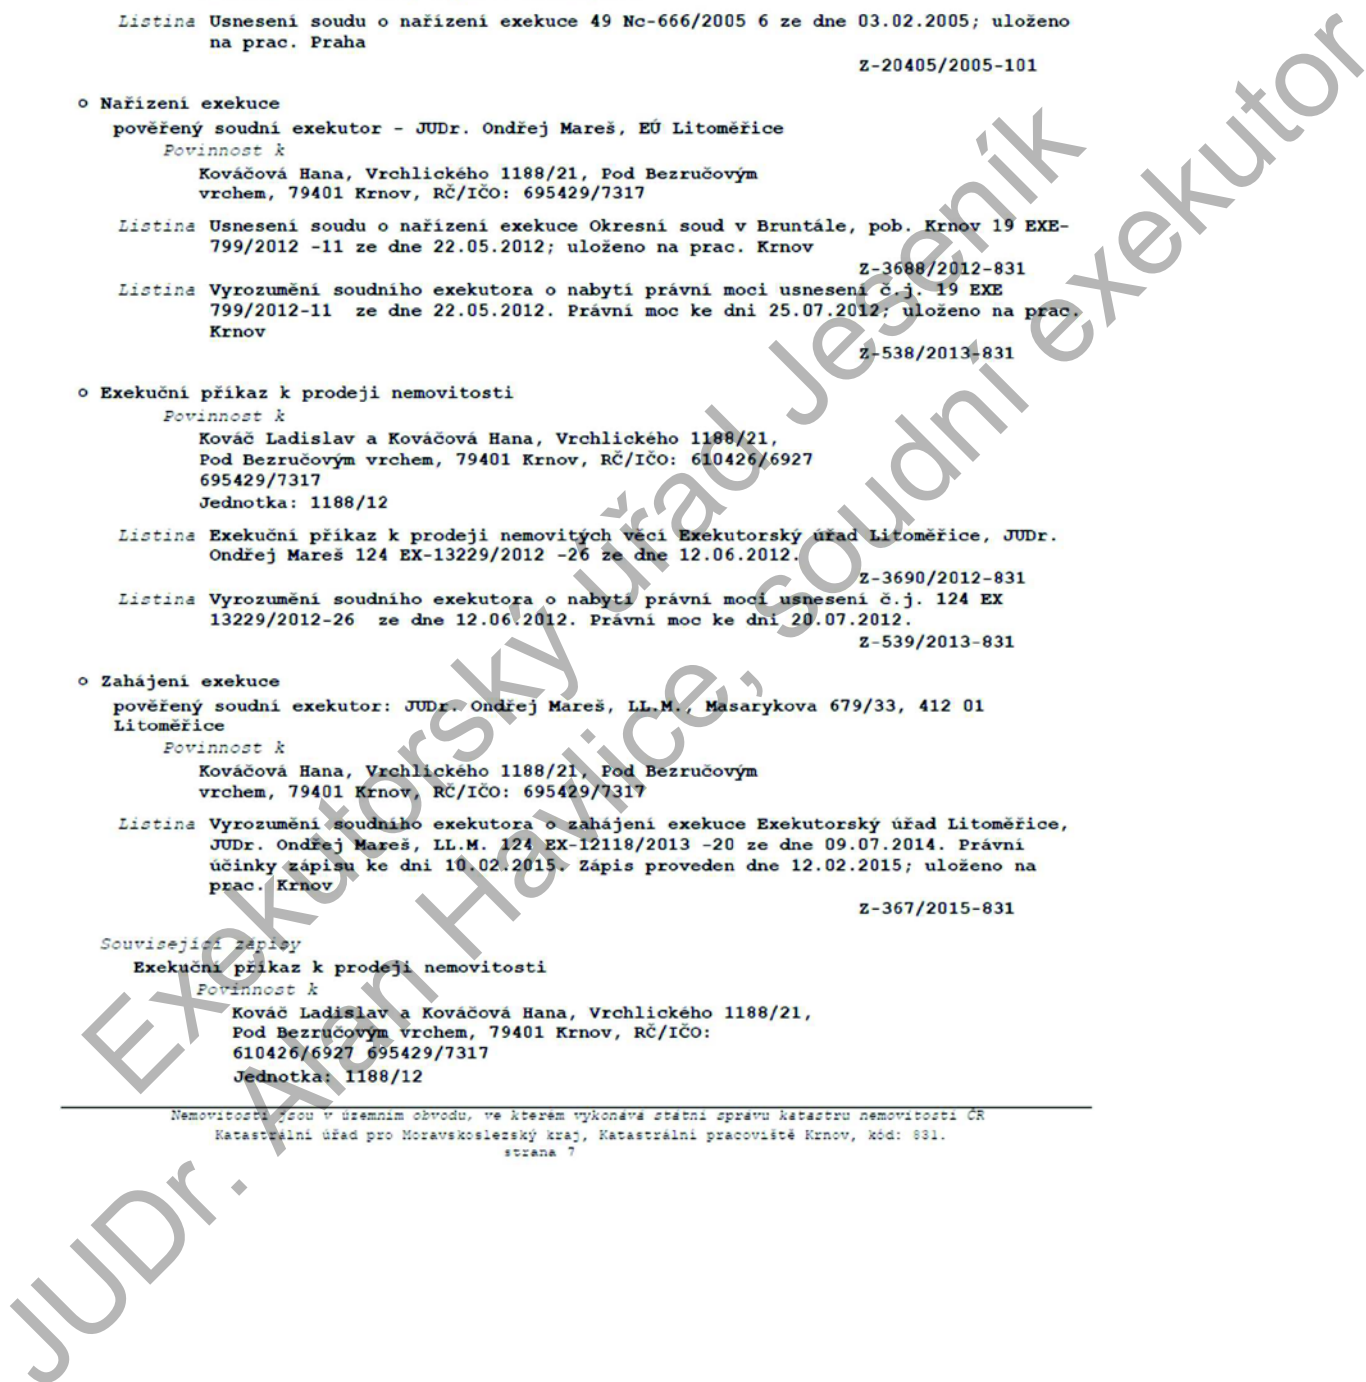 Listina Usnesení soudu o nařízení exekuce 49 Nc-666/2005 6 ze dne 03.02.2005; uloženo
na prac. Praha
Z-20405/2005-101
o Nařízení exekuce
pověřený soudní exekutor - JUDr. Ondřej Mareš, EÚ Litoměřice
Povinnost k
Kováčová Hana, Vrchlického 1188/21, Pod Bezručovým
vrchem, 79401 Krnov, RČ/IČO: 695429/7317
Listina Usnesení soudu o nařízení exekuce Okresní soud v Bruntále, pob. Krnov 19 EXE-
799/2012 -11 ze dne 22.05.2012; uloženo na prac. Krnov
Z-3688/2012-831
Listina Vyrozumění soudního exekutora o nabytí právní moci usnesení č.j. 19 EXE
799/2012-11 ze dne 22.05.2012. Právní moc ke dni 25.07.2012; uloženo na prac.
Krnov
Z-538/2013-831
o Exekuční příkaz k prodeji nemovitosti
Povinnost k
Kováč Ladislav a Kováčová Hana, Vrchlického 1188/21,
Pod Bezručovým vrchem, 79401 Krnov, RČ/IČO: 610426/6927
695429/7317
Jednotka: 1188/12
Listina Exekuční příkaz k prodeji nemovitých věcí Exekutorský úřad Litoměřice, JUDr.
Ondřej Mareš 124 EX-13229/2012 -26 ze dne 12.06.2012.
Z-3690/2012-831
Listina Vyrozumění soudního exekutora o nabytí právní moci usnesení č.j. 124 EX
13229/2012-26 ze dne 12.06.2012. Právní moc ke dni 20.07.2012.
Z-539/2013-831
o Zahájení exekuce
pověřený soudní exekutor: JUDr. Ondřej Mareš, LL.M., Masarykova 679/33, 412 01
Litoměřice
Povinnost k
Kováčová Hana, Vrchlického 1188/21, Pod Bezručovým
vrchem, 79401 Krnov, RČ/IČO: 695429/7317
Listina Vyrozumění soudního exekutora o zahájení exekuce Exekutorský úřad Litoměřice,
JUDr. Ondřej Mareš, LL.M. 124 EX-12118/2013 -20 ze dne 09.07.2014. Právní
účinky zápisu ke dni 10.02.2015. Zápis proveden dne 12.02.2015; uloženo na
prac. Krnov
Z-367/2015-831
Související zápisy
Exekuční příkaz k prodeji nemovitosti
Povinnost k
Kováč Ladislav a Kováčová Hana, Vrchlického 1188/21,
Pod Bezručovým vrchem, 79401 Krnov, RČ/IČO:
610426/6927 695429/7317
Jednotka: 1188/12
Nemovitosti jsou v územním obvodu, ve kterém vykonává státní správu katastru nemovitostí ČR
Katastrální úřad pro Moravskoslezský kraj, Katastrální pracoviště Krnov, kód: 831.
strana 7
Exekutorský úřad Jeseník
JUDr. Alan Havlice, soudní exekutor